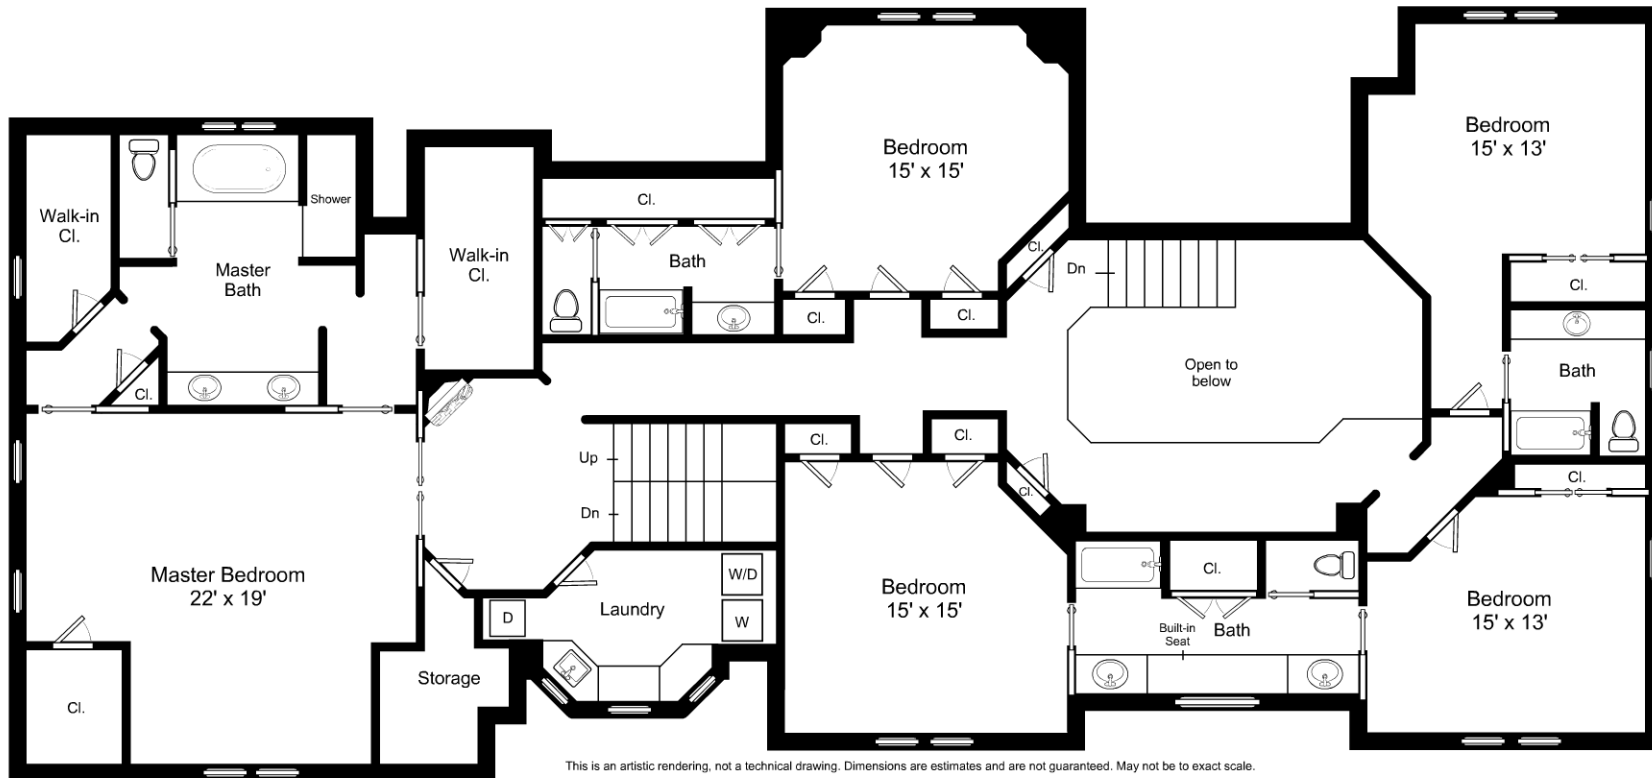 Bedroom
15' x 15'
Bedroom
15' x 13'
Walk-in
Cl.
Shower
Master
Bath
Walk-in
Cl.
Cl.
Bath
Cl.
Dn
Cl.
Cl.
Cl.
Cl.
Open to
below
Bath
Cl.
Cl.
Cl.
Up
Dn
Cl.
Cl.
Master Bedroom
22' x 19'
Laundry
W/D
W
D
Bedroom
15' x 15'
Cl.
Built-in
Seat
Bath
Bedroom
15' x 13'
Storage
Cl.
This is an artistic rendering, not a technical drawing. Dimensions are estimates and are not guaranteed. May not be to exact scale.